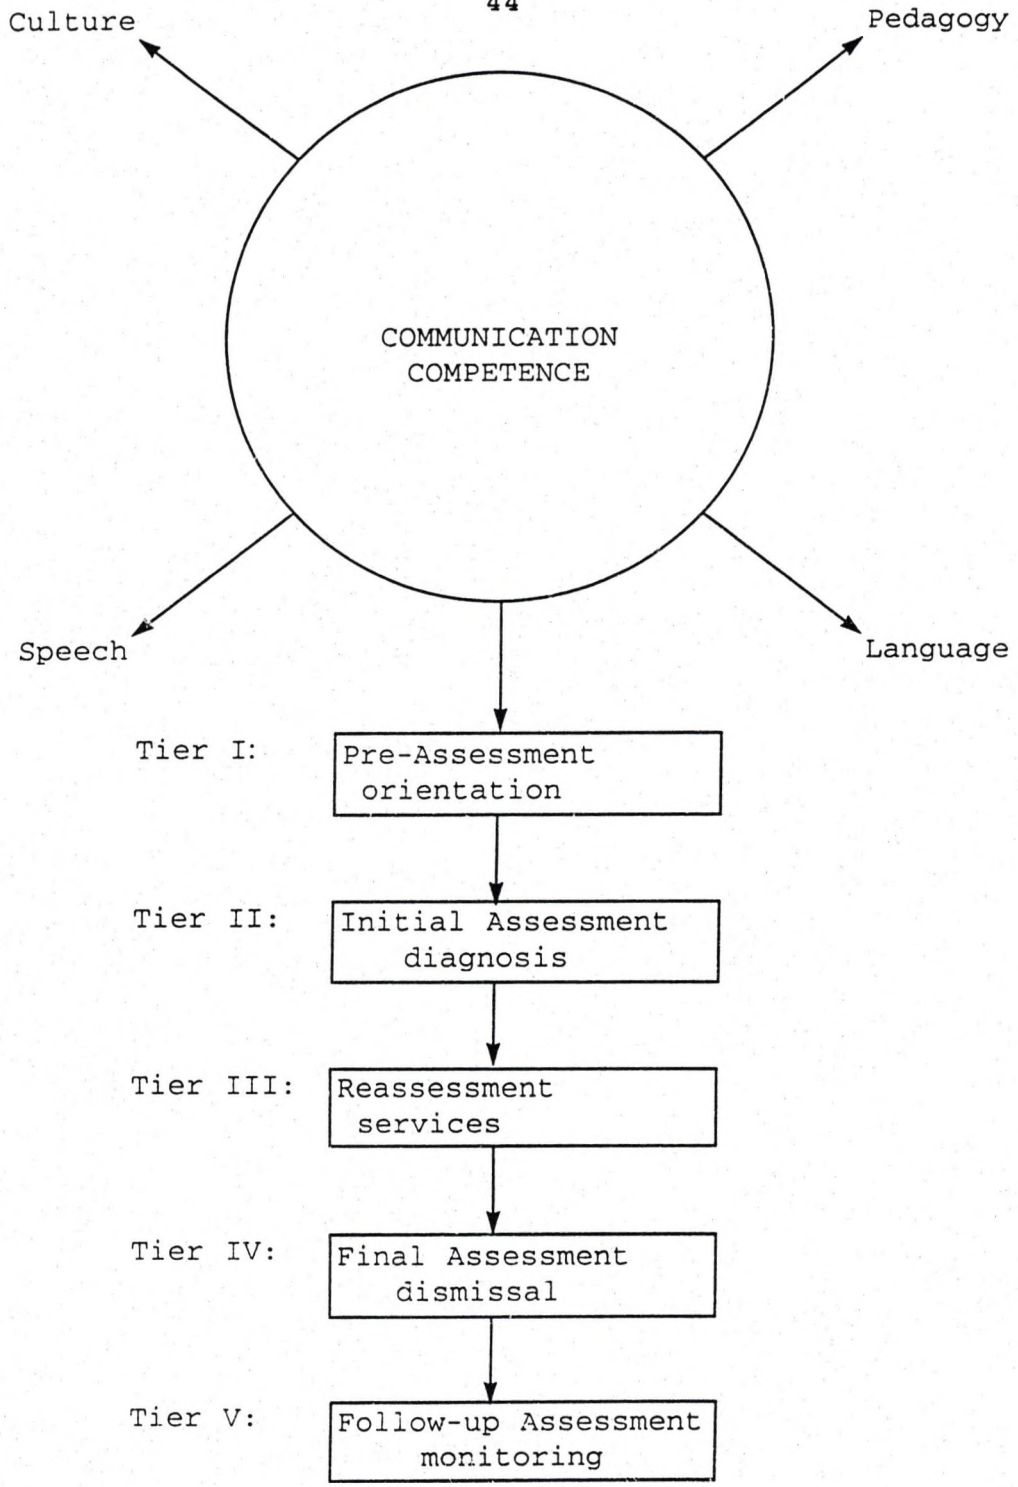 44
Culture
Pedagogy
COMMUNICATION
COMPETENCE
Speech
Language
Tier I:
Pre-Assessment
orientation
Tier II:
Initial Assessment
diagnosis
Tier III:
Reassessment
services
Tier IV:
Final Assessment
dismissal
Tier V:
Follow-up Assessment
monitoring